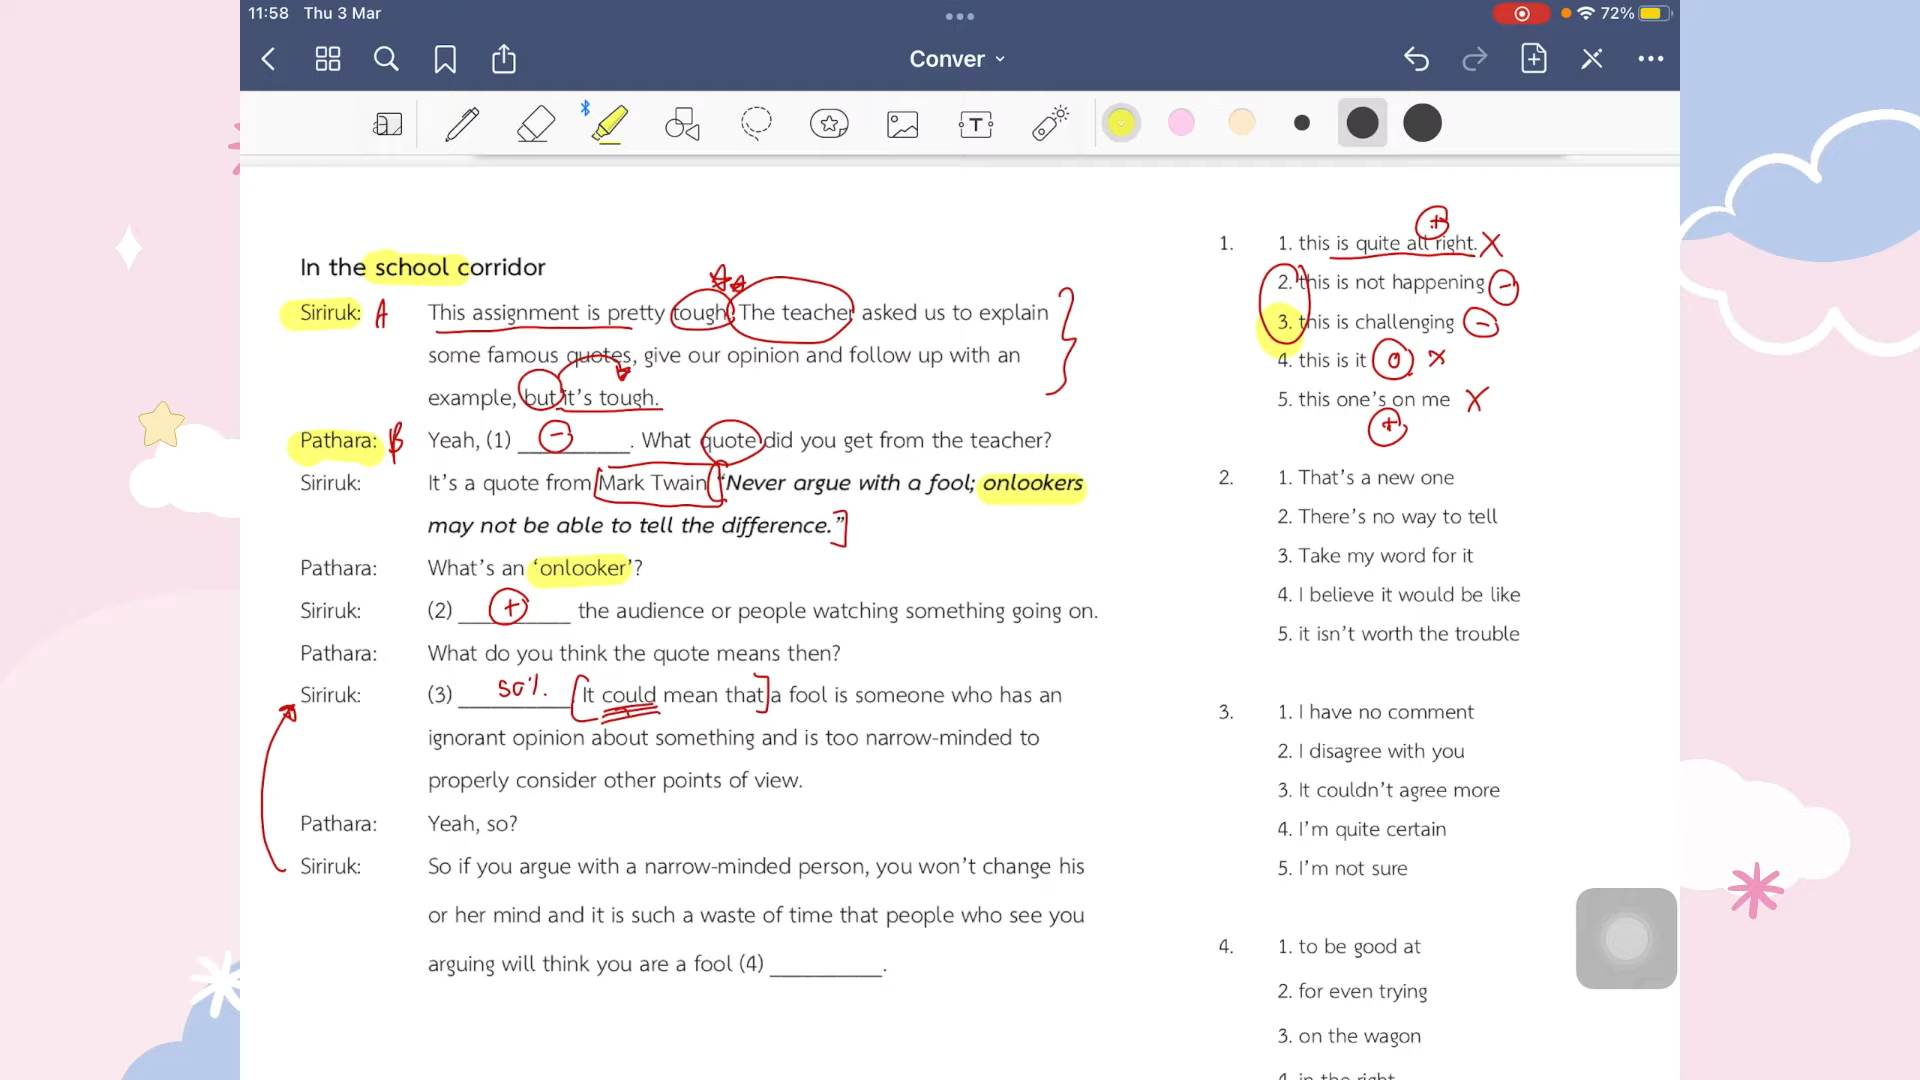 11:58 Thu 3 Mar
72%
Conver
In the school corridor
Siriruk: A This assignment is pretty tough. The teacher asked us to explain
some famous quotes, give our opinion and follow up with an
example, but it's tough.
Pathara: B Yeah, (1) __________. What quote did you get from the teacher?
Siriruk: It's a quote from Mark Twain "Never argue with a fool; onlookers
may not be able to tell the difference."
Pathara: What's an 'onlooker'?
Siriruk: (2) + __________ the audience or people watching something going on.
Pathara: What do you think the quote means then?
Siriruk: (3) 50%. __________ It could mean that a fool is someone who has an
ignorant opinion about something and is too narrow-minded to
properly consider other points of view.
Pathara: Yeah, so?
Siriruk: So if you argue with a narrow-minded person, you won't change his
or her mind and it is such a waste of time that people who see you
arguing will think you are a fool (4) __________.
1. 1. this is quite all right. + X
2. this is not happening -
3. this is challenging -
4. this is it 0 x
5. this one's on me X
+
2. 1. That's a new one
2. There's no way to tell
3. Take my word for it
4. I believe it would be like
5. it isn't worth the trouble
3. 1. I have no comment
2. I disagree with you
3. It couldn't agree more
4. I'm quite certain
5. I'm not sure
4. 1. to be good at
2. for even trying
3. on the wagon
4. in the right